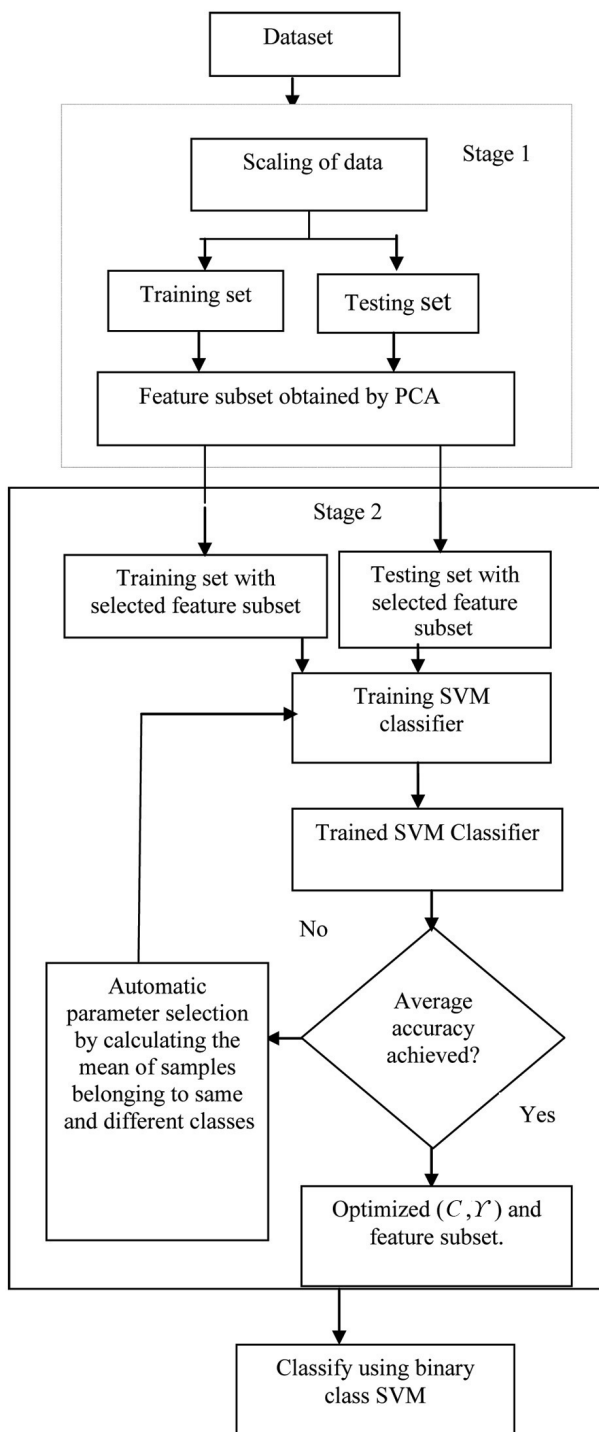 Dataset
Stage 1
Scaling of data
Training set
Testing set
Feature subset obtained by PCA
Stage 2
Training set with
selected feature subset
Testing set with
selected feature
subset
Training SVM
classifier
Trained SVM Classifier
No
Average
accuracy
achieved?
Automatic
parameter selection
by calculating the
mean of samples
belonging to same
and different classes
Yes
Optimized (C,ϒ) and
feature subset.
Classify using binary
class SVM